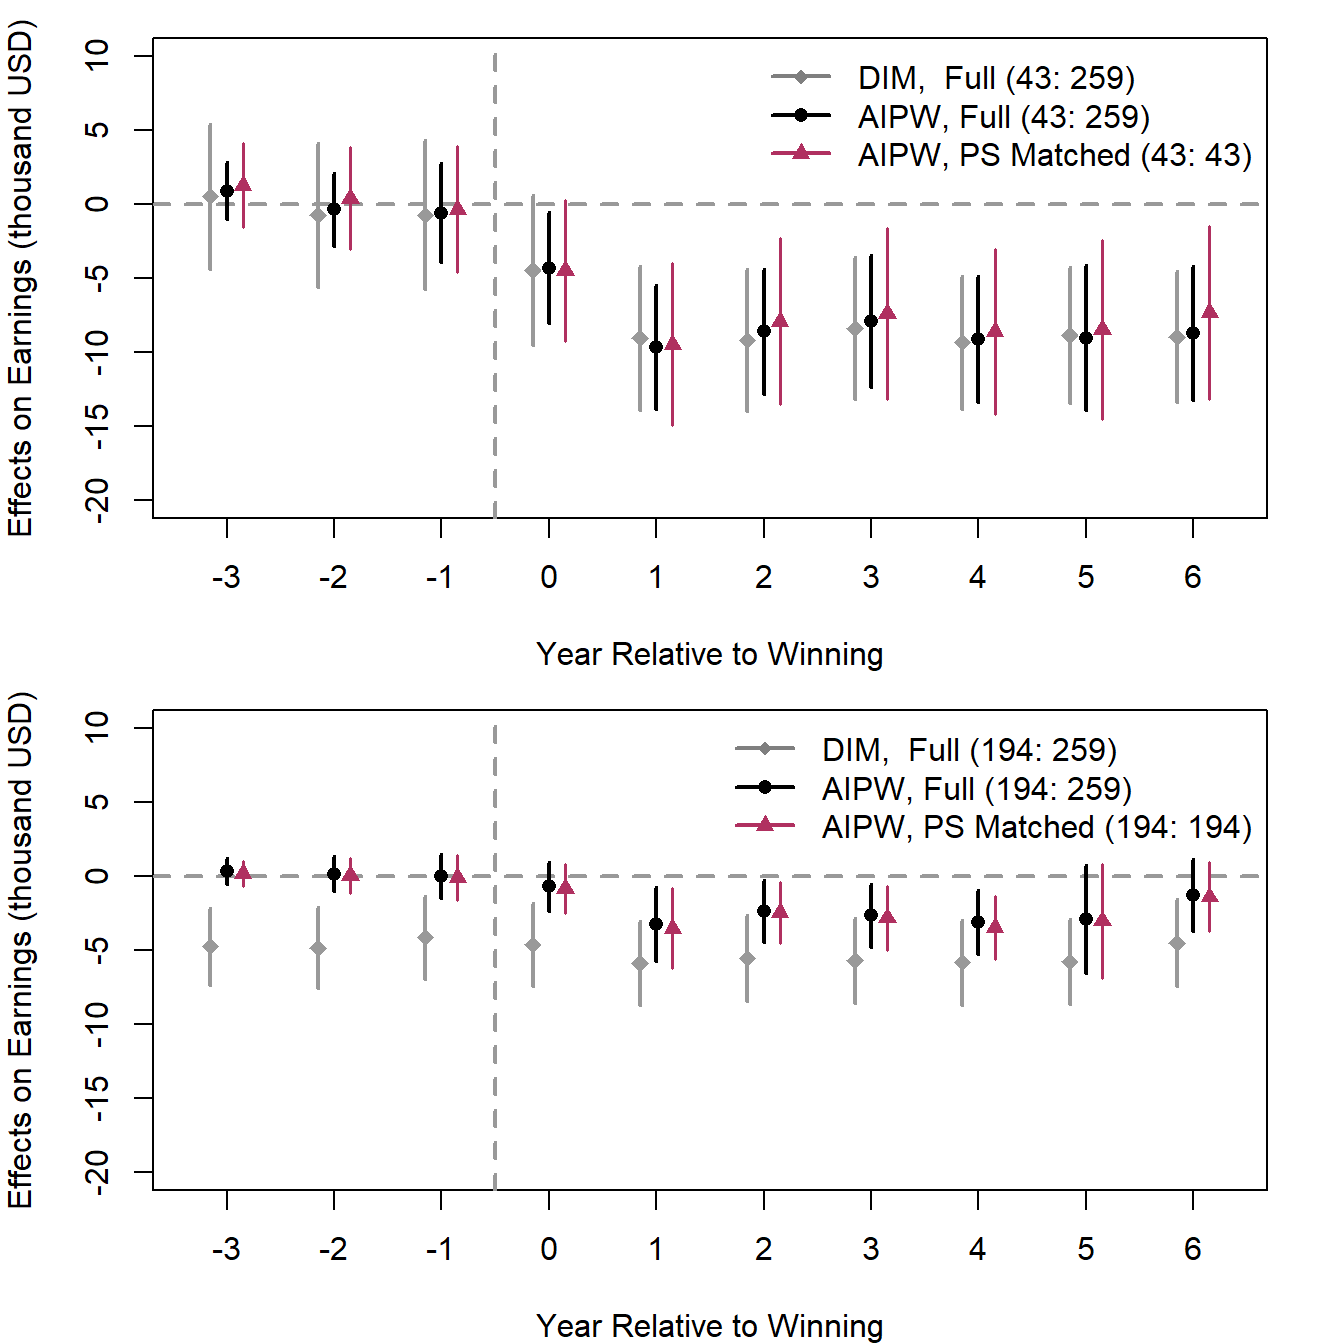 Effects on Earnings (thousand USD)
10
5
0
-5
-10
-15
-20
DIM,  Full (43: 259)
AIPW, Full (43: 259)
AIPW, PS Matched (43: 43)
-3 -2 -1 0 1 2 3 4 5 6
Year Relative to Winning
Effects on Earnings (thousand USD)
10
5
0
-5
-10
-15
-20
DIM,  Full (194: 259)
AIPW, Full (194: 259)
AIPW, PS Matched (194: 194)
-3 -2 -1 0 1 2 3 4 5 6
Year Relative to Winning